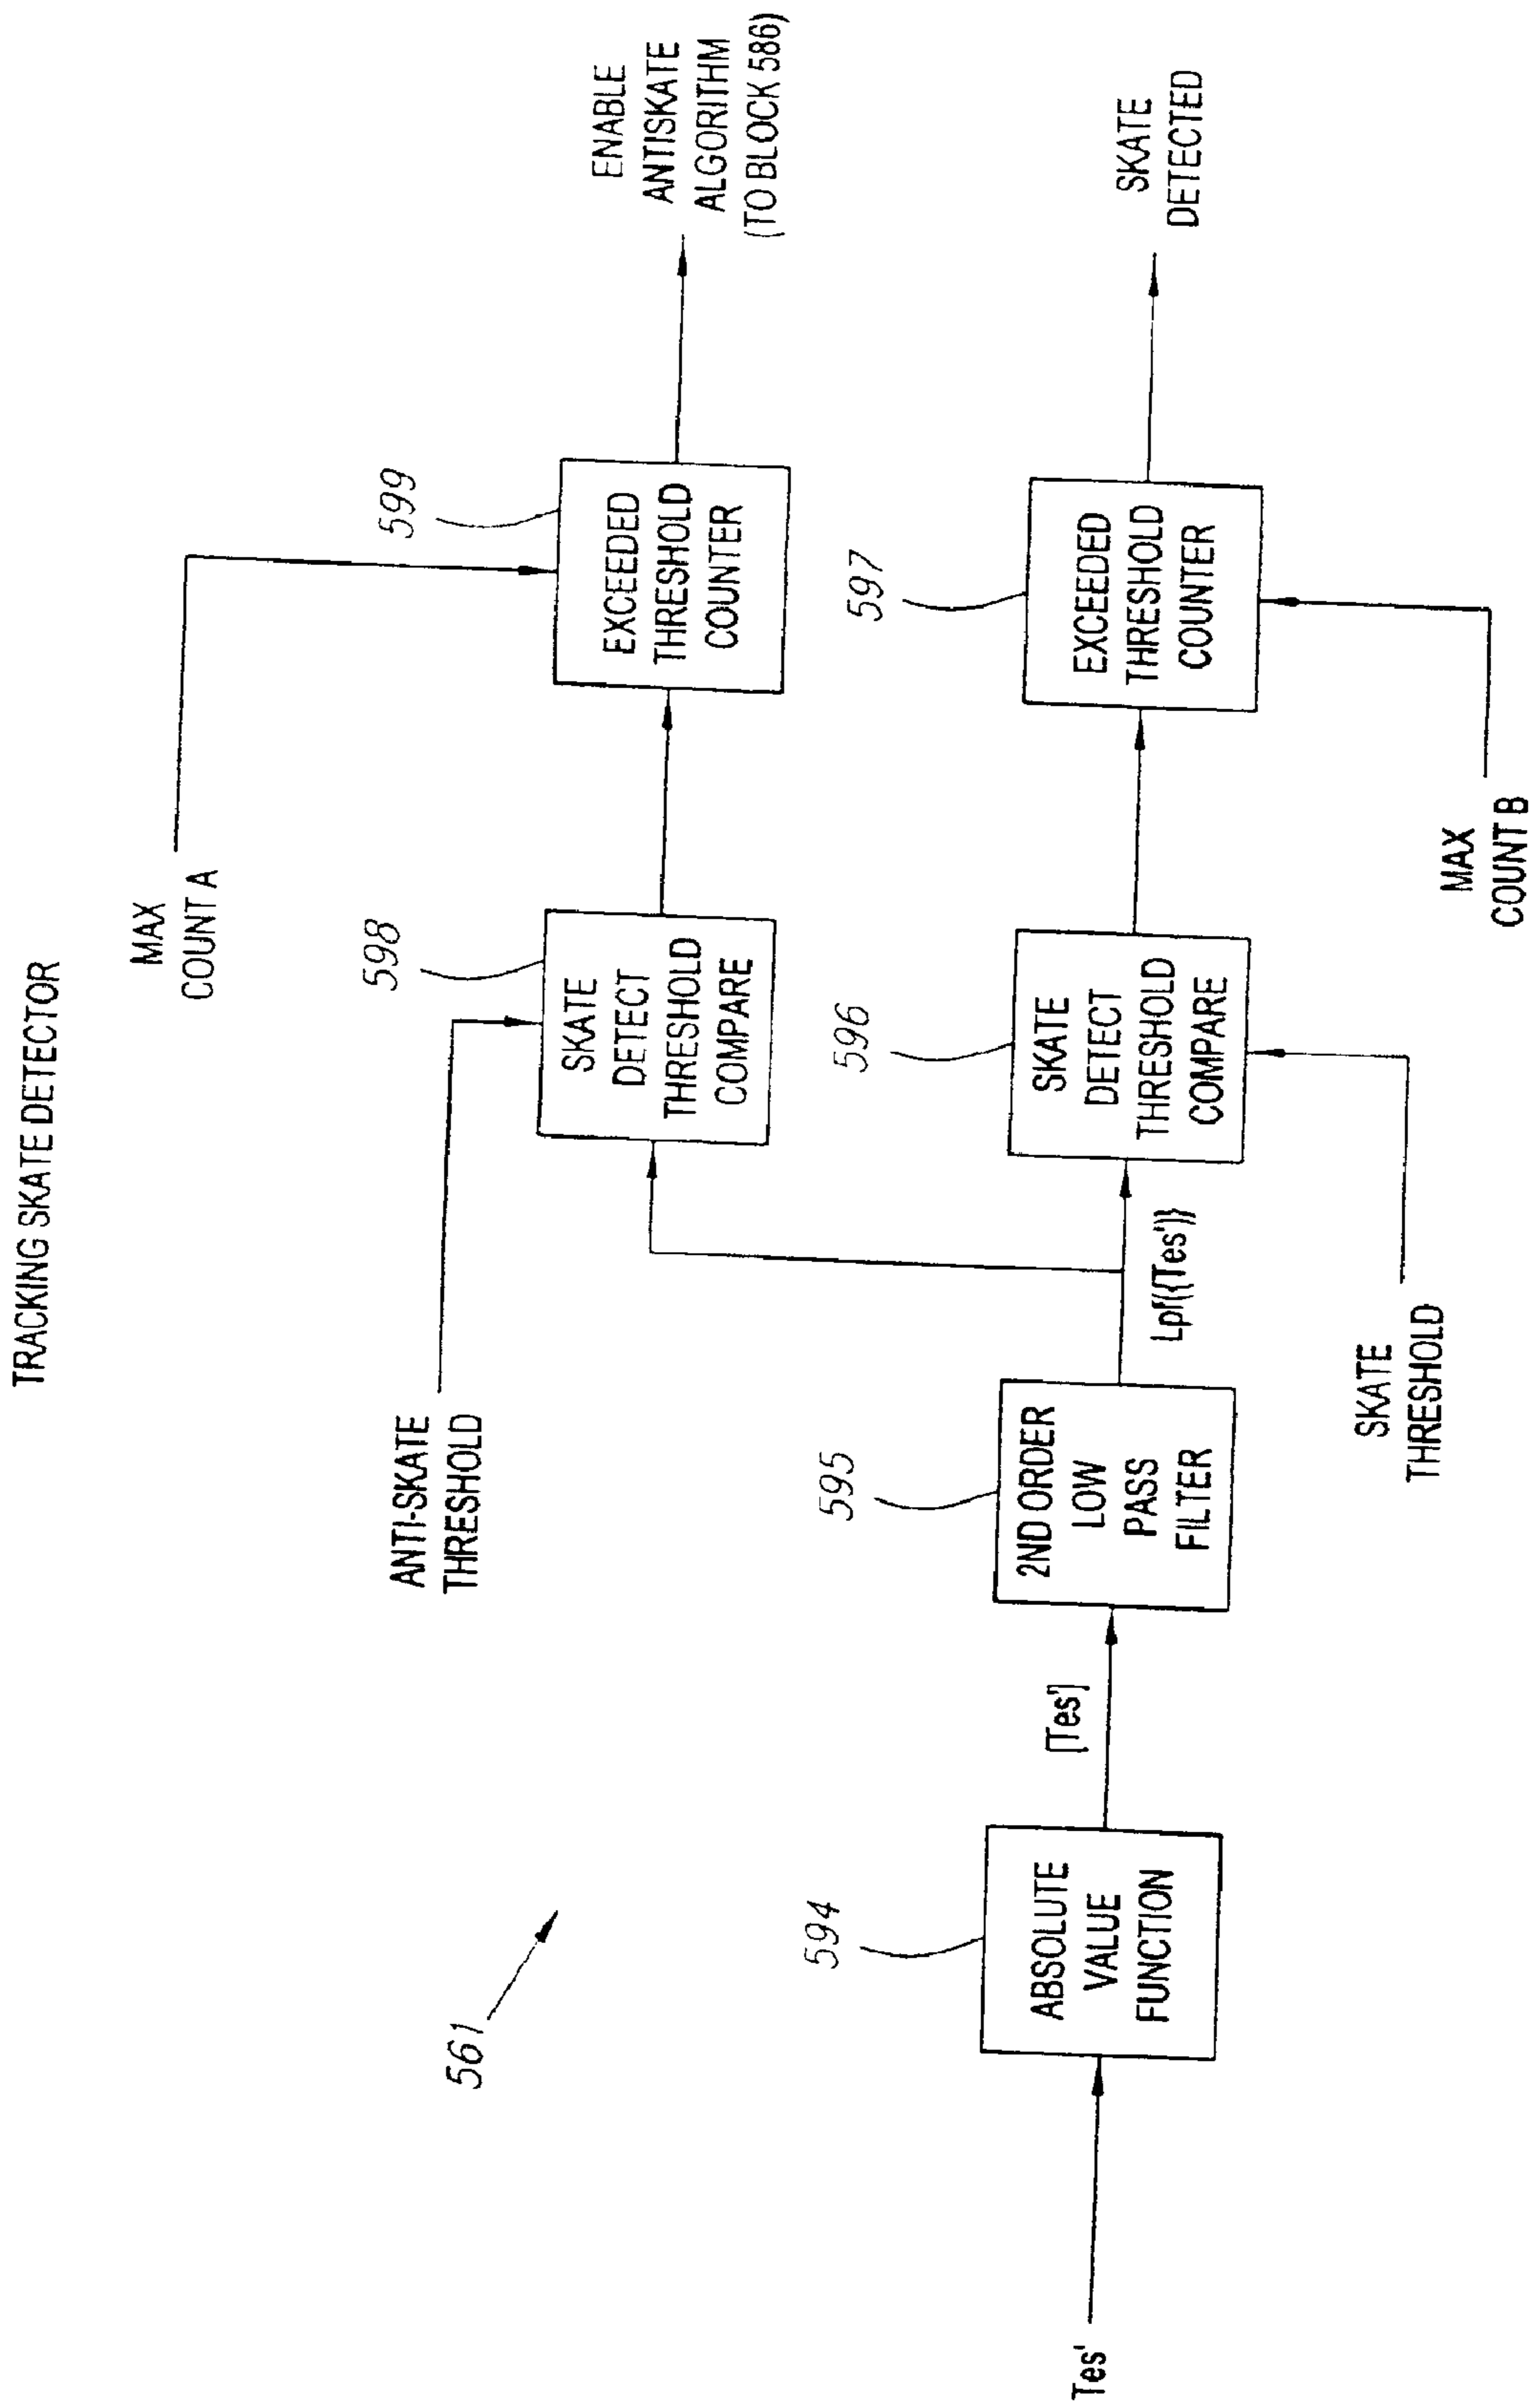 TRACKING SKATE DETECTOR
MAX
COUNT A
599
ENABLE
ANTISKATE
ALGORITHM
(TO BLOCK 586)
ANTI-SKATE
THRESHOLD
598
SKATE
DETECT
THRESHOLD
COMPARE
EXCEEDED
THRESHOLD
COUNTER
561
594
595
596
597
SKATE
DETECTED
Tes'
ABSOLUTE
VALUE
FUNCTION
[Tes']
2ND ORDER
LOW
PASS
FILTER
Lpf({Tes')}
SKATE
DETECT
THRESHOLD
COMPARE
EXCEEDED
THRESHOLD
COUNTER
SKATE
THRESHOLD
MAX
COUNT B